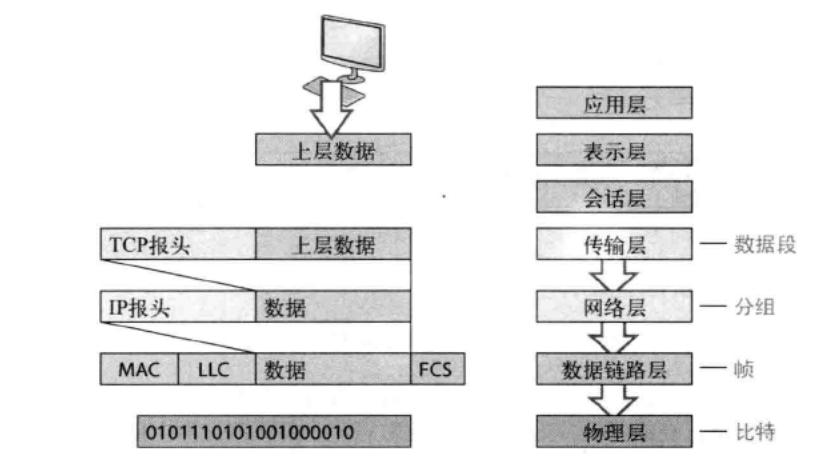 应用层
上层数据
表示层
会话层
TCP报头 上层数据 传输层 数据段
IP报头 数据 网络层 分组
MAC LLC 数据 FCS 数据链路层 帧
0101110101001000010 物理层 比特